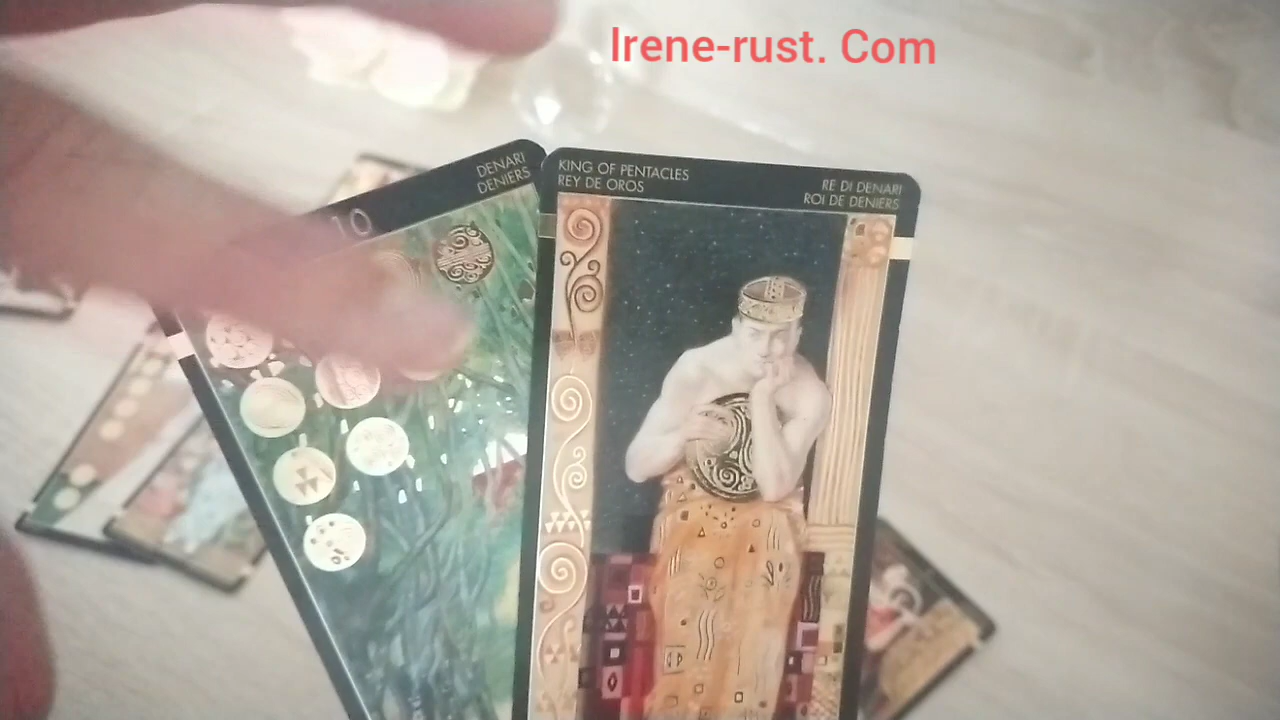 Irene-rust. Com
DENARI
DENIERS
10
KING OF PENTACLES
REY DE OROS
RE DI DENARI
ROI DE DENIERS